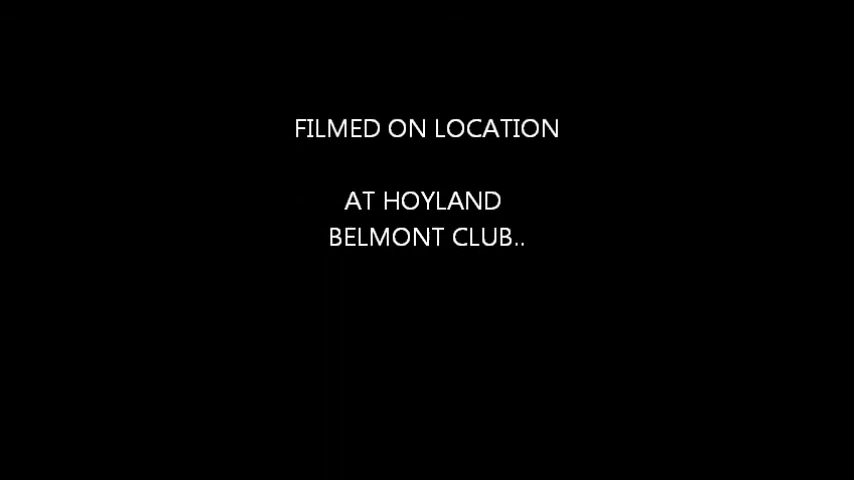 FILMED ON LOCATION
AT HOYLAND
BELMONT CLUB..